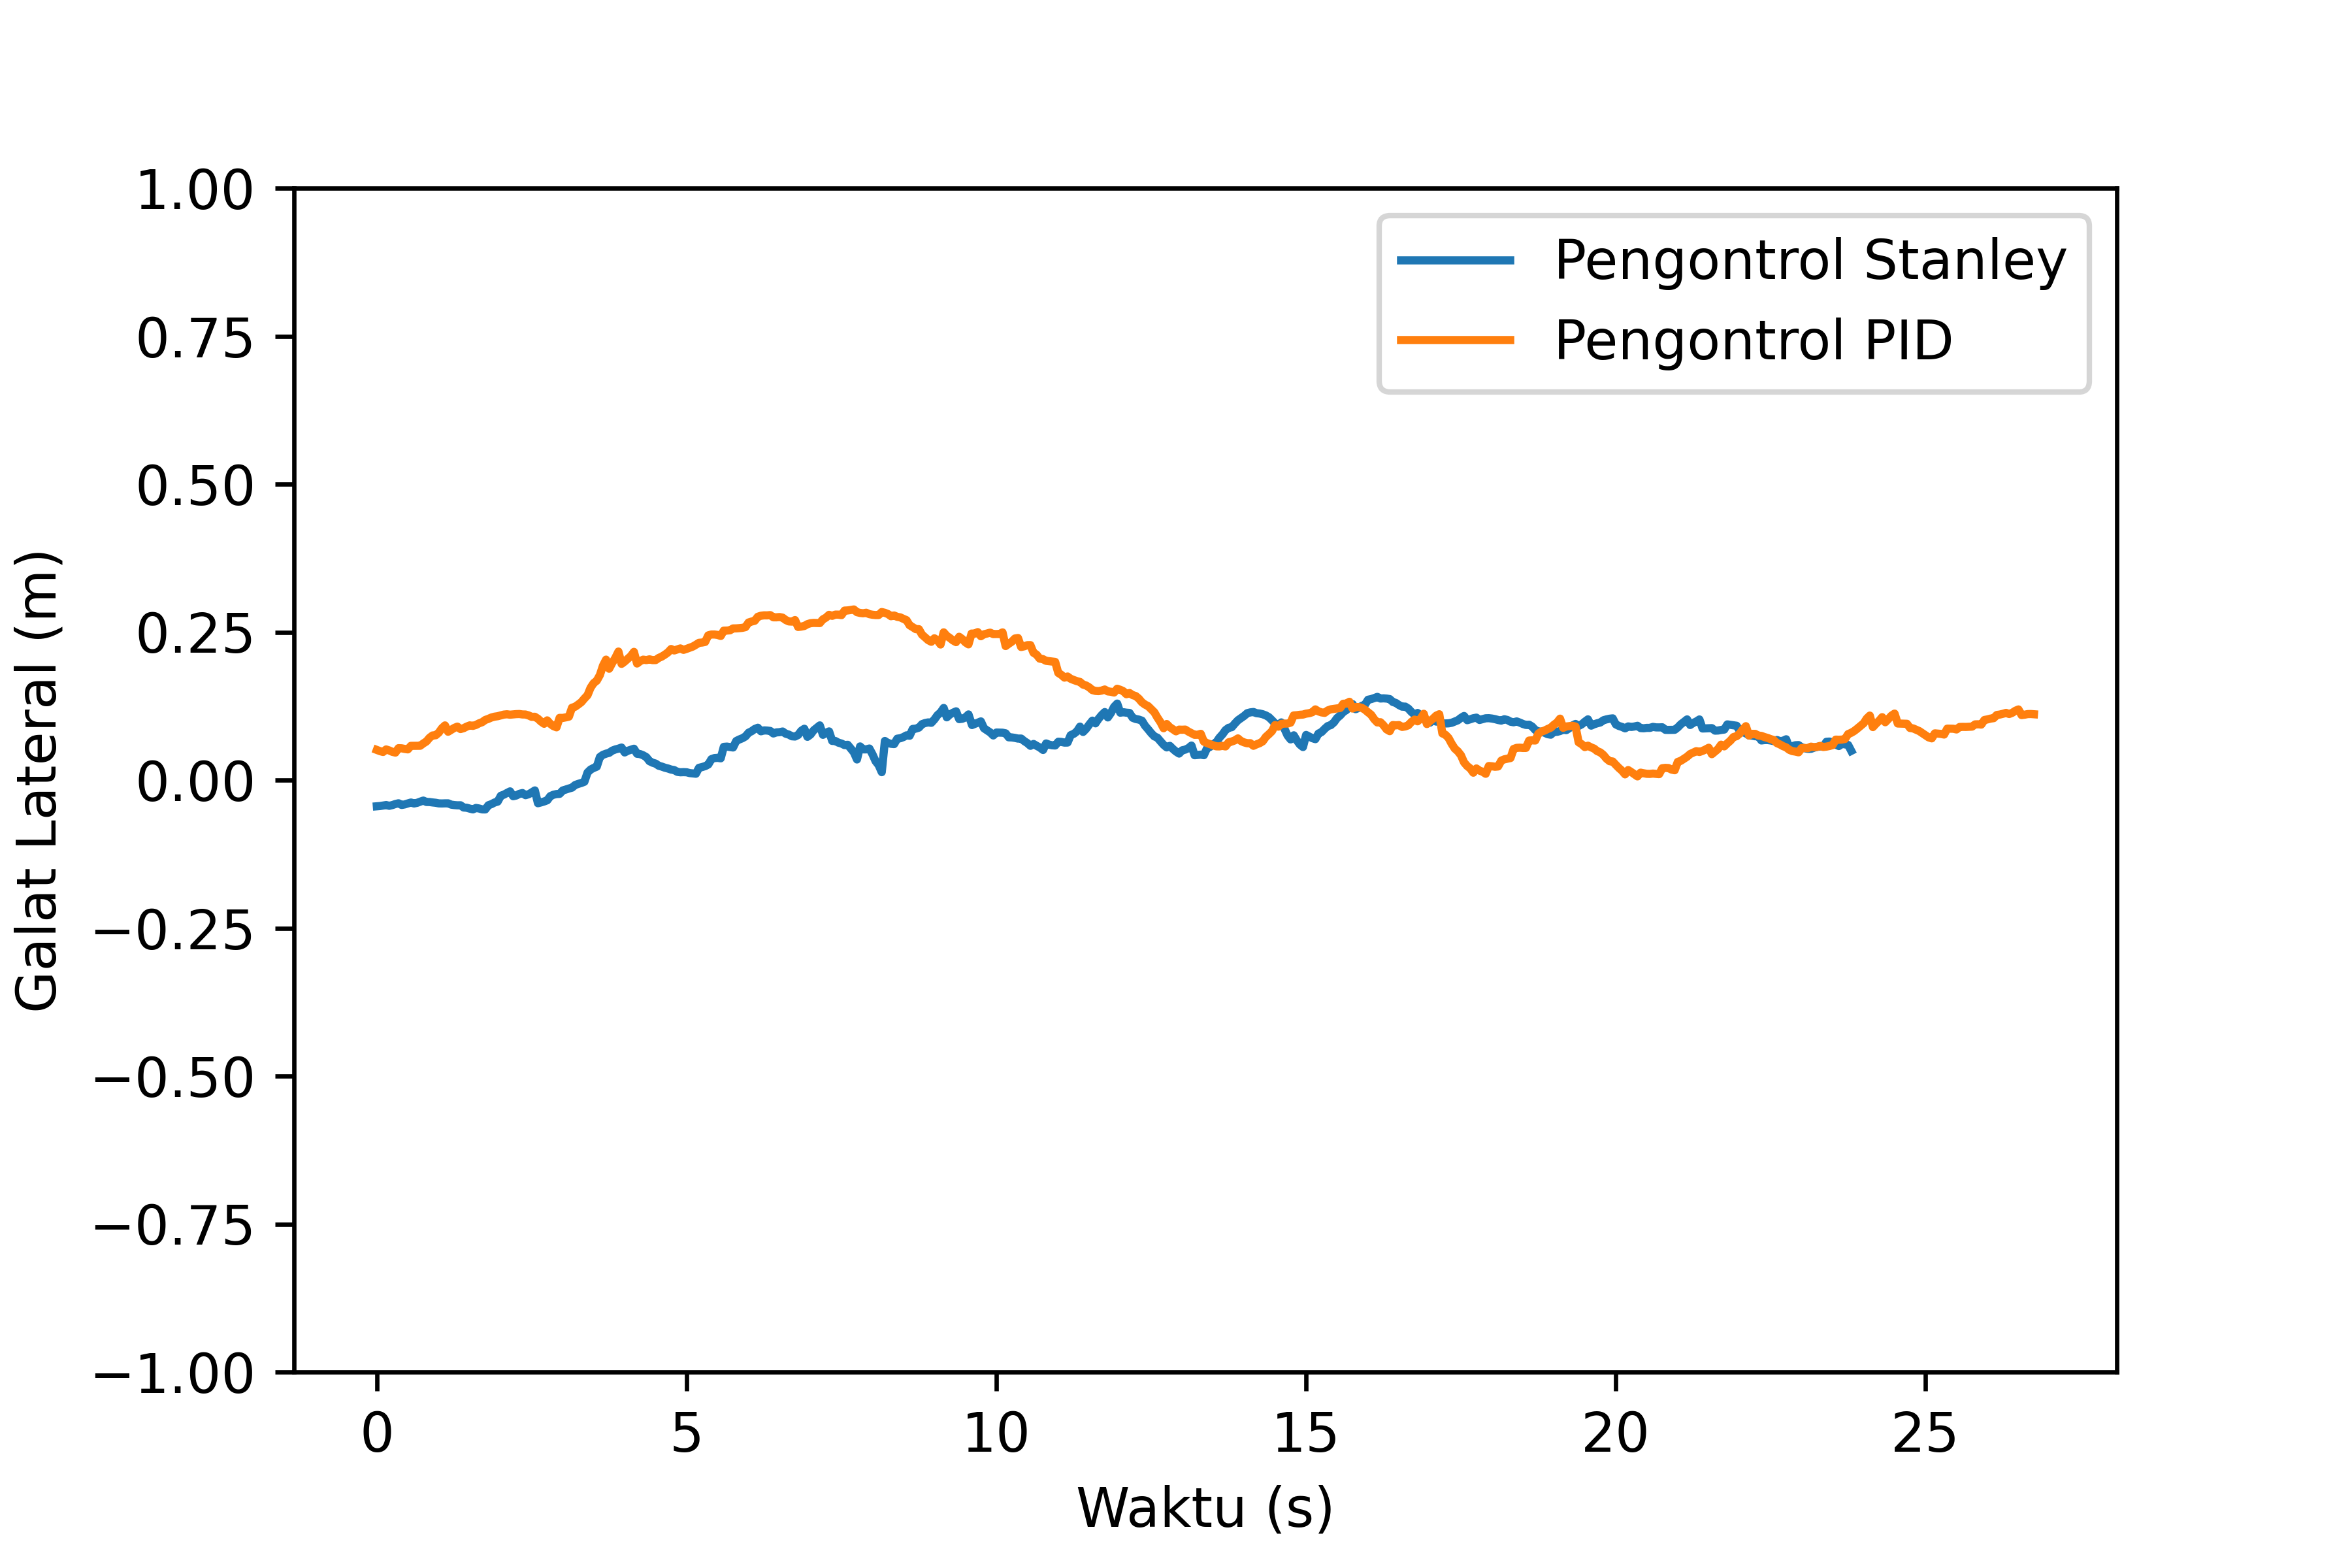 1.00
0.75
0.50
0.25
0.00
−0.25
−0.50
−0.75
−1.00
Galat Lateral (m)
Pengontrol Stanley
Pengontrol PID
0 5 10 15 20 25
Waktu (s)